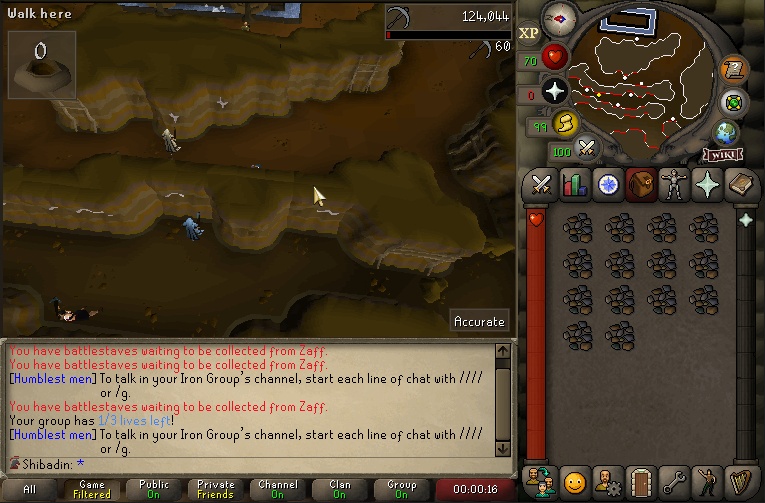 Walk here
0
124,044
60
XP
70
0
99
100
WIKI
Accurate
You have battlestaves waiting to be collected from Zaff.
You have battlestaves waiting to be collected from Zaff.
[Humblest men] To talk in your Iron Group's channel, start each line of chat with ////
or /g.
You have battlestaves waiting to be collected from Zaff.
Your group has 1/3 lives left!
[Humblest men] To talk in your Iron Group's channel, start each line of chat with ////
or /g.
Shibadin: *
All
Game
Filtered
Public
On
Private
Friends
Channel
On
Clan
On
Group
On
00:00:16